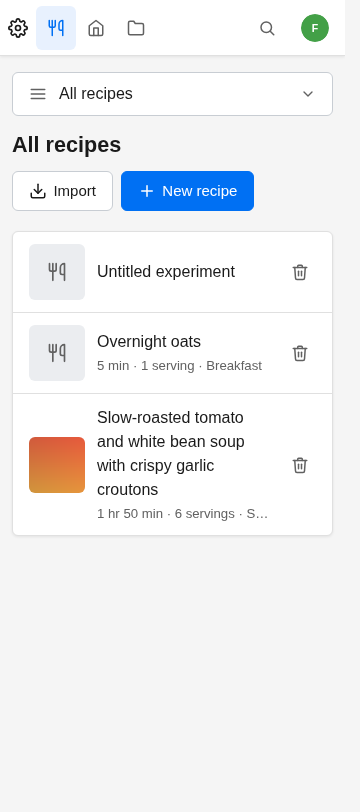 F
All recipes
All recipes
Import
New recipe
Untitled experiment
Overnight oats
5 min · 1 serving · Breakfast
Slow-roasted tomato
and white bean soup
with crispy garlic
croutons
1 hr 50 min · 6 servings · S…